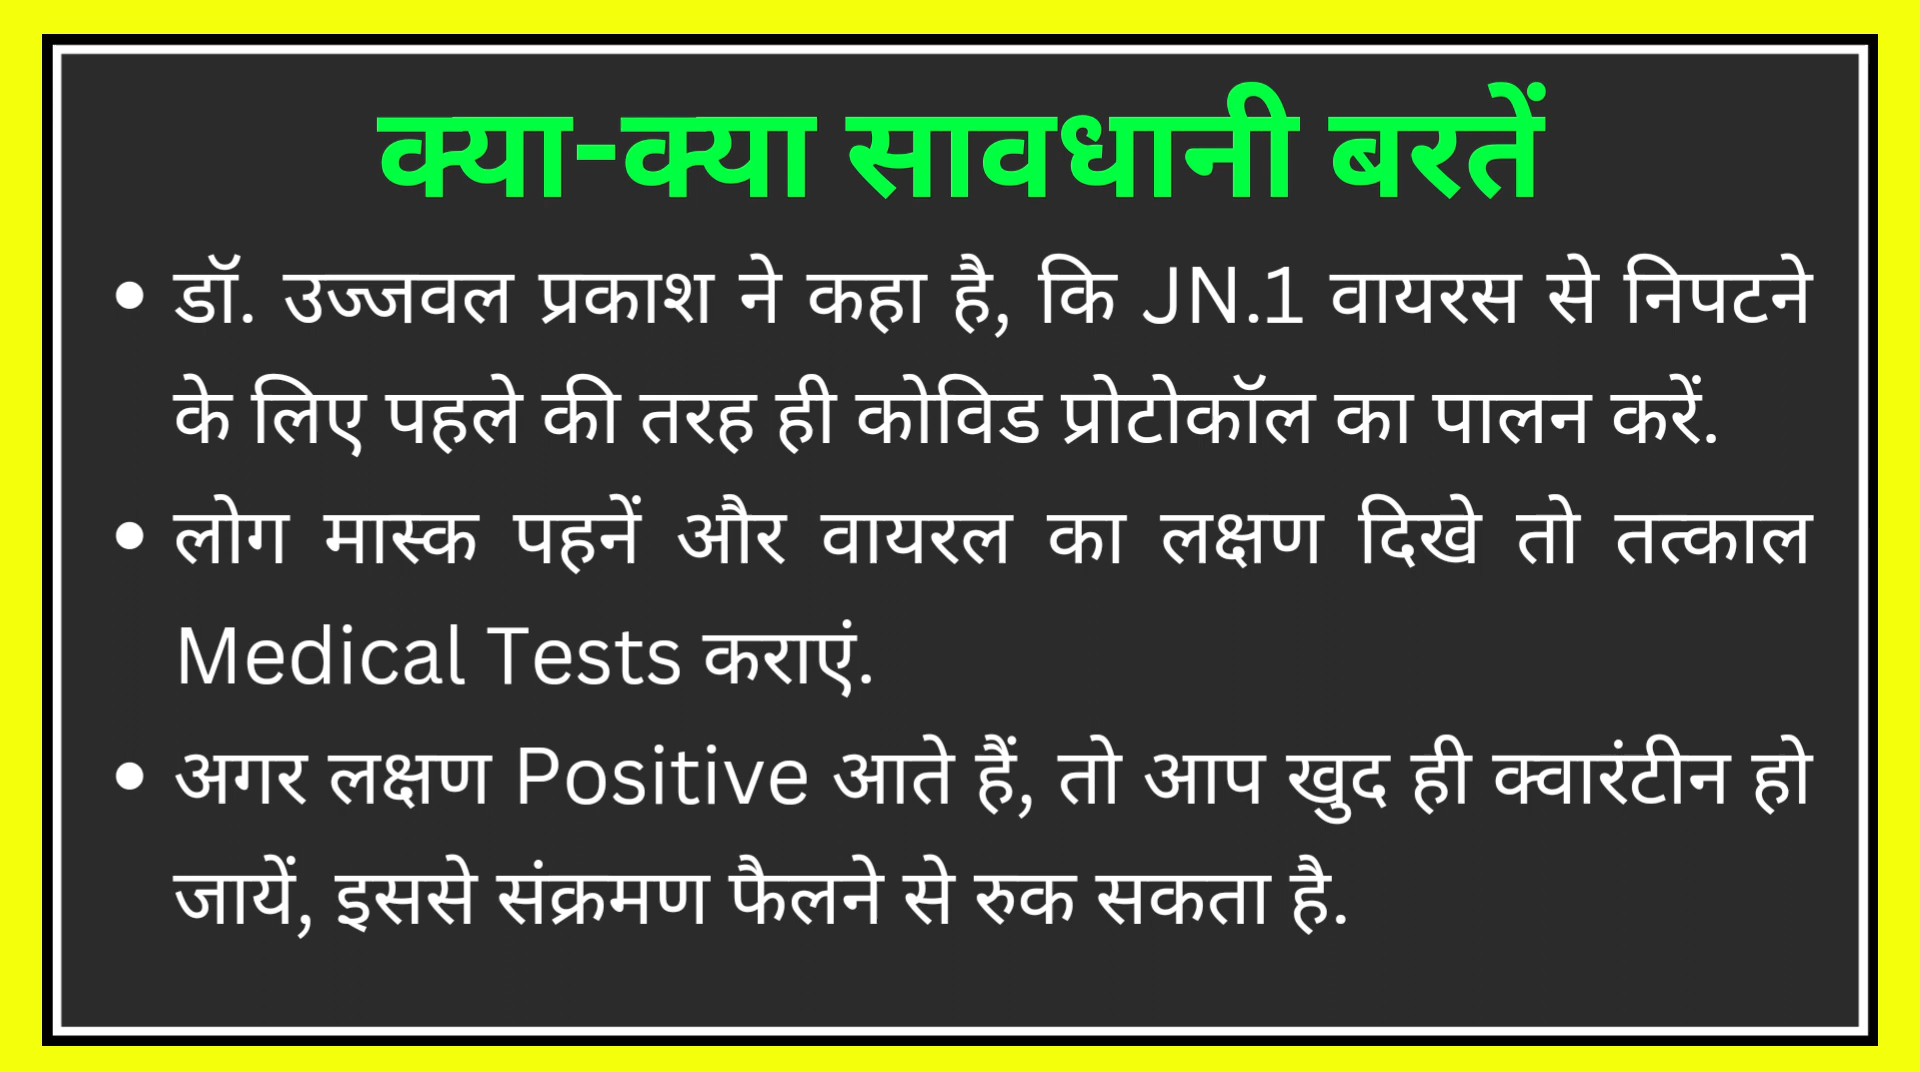 क्या-क्या सावधानी बरतें
• डॉ. उज्जवल प्रकाश ने कहा है, कि JN.1 वायरस से निपटने
के लिए पहले की तरह ही कोविड प्रोटोकॉल का पालन करें.
• लोग मास्क पहनें और वायरल का लक्षण दिखे तो तत्काल
Medical Tests कराएं.
• अगर लक्षण Positive आते हैं, तो आप खुद ही क्वारंटीन हो
जायें, इससे संक्रमण फैलने से रुक सकता है.